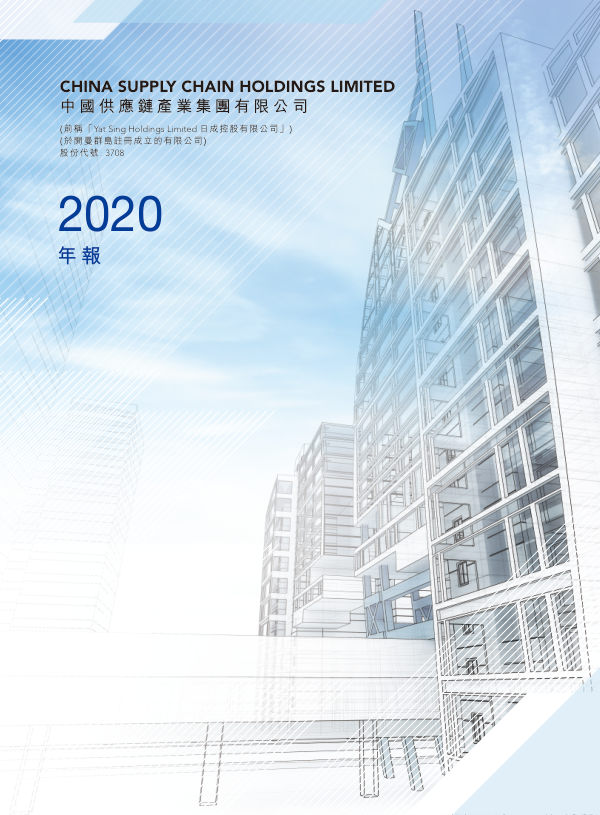 CHINA SUPPLY CHAIN HOLDINGS LIMITED
中國供應鏈產業集團有限公司
(前稱「Yat Sing Holdings Limited 日成控股有限公司」)
(於開曼群島註冊成立的有限公司)
股份代號: 3708
2020
年報